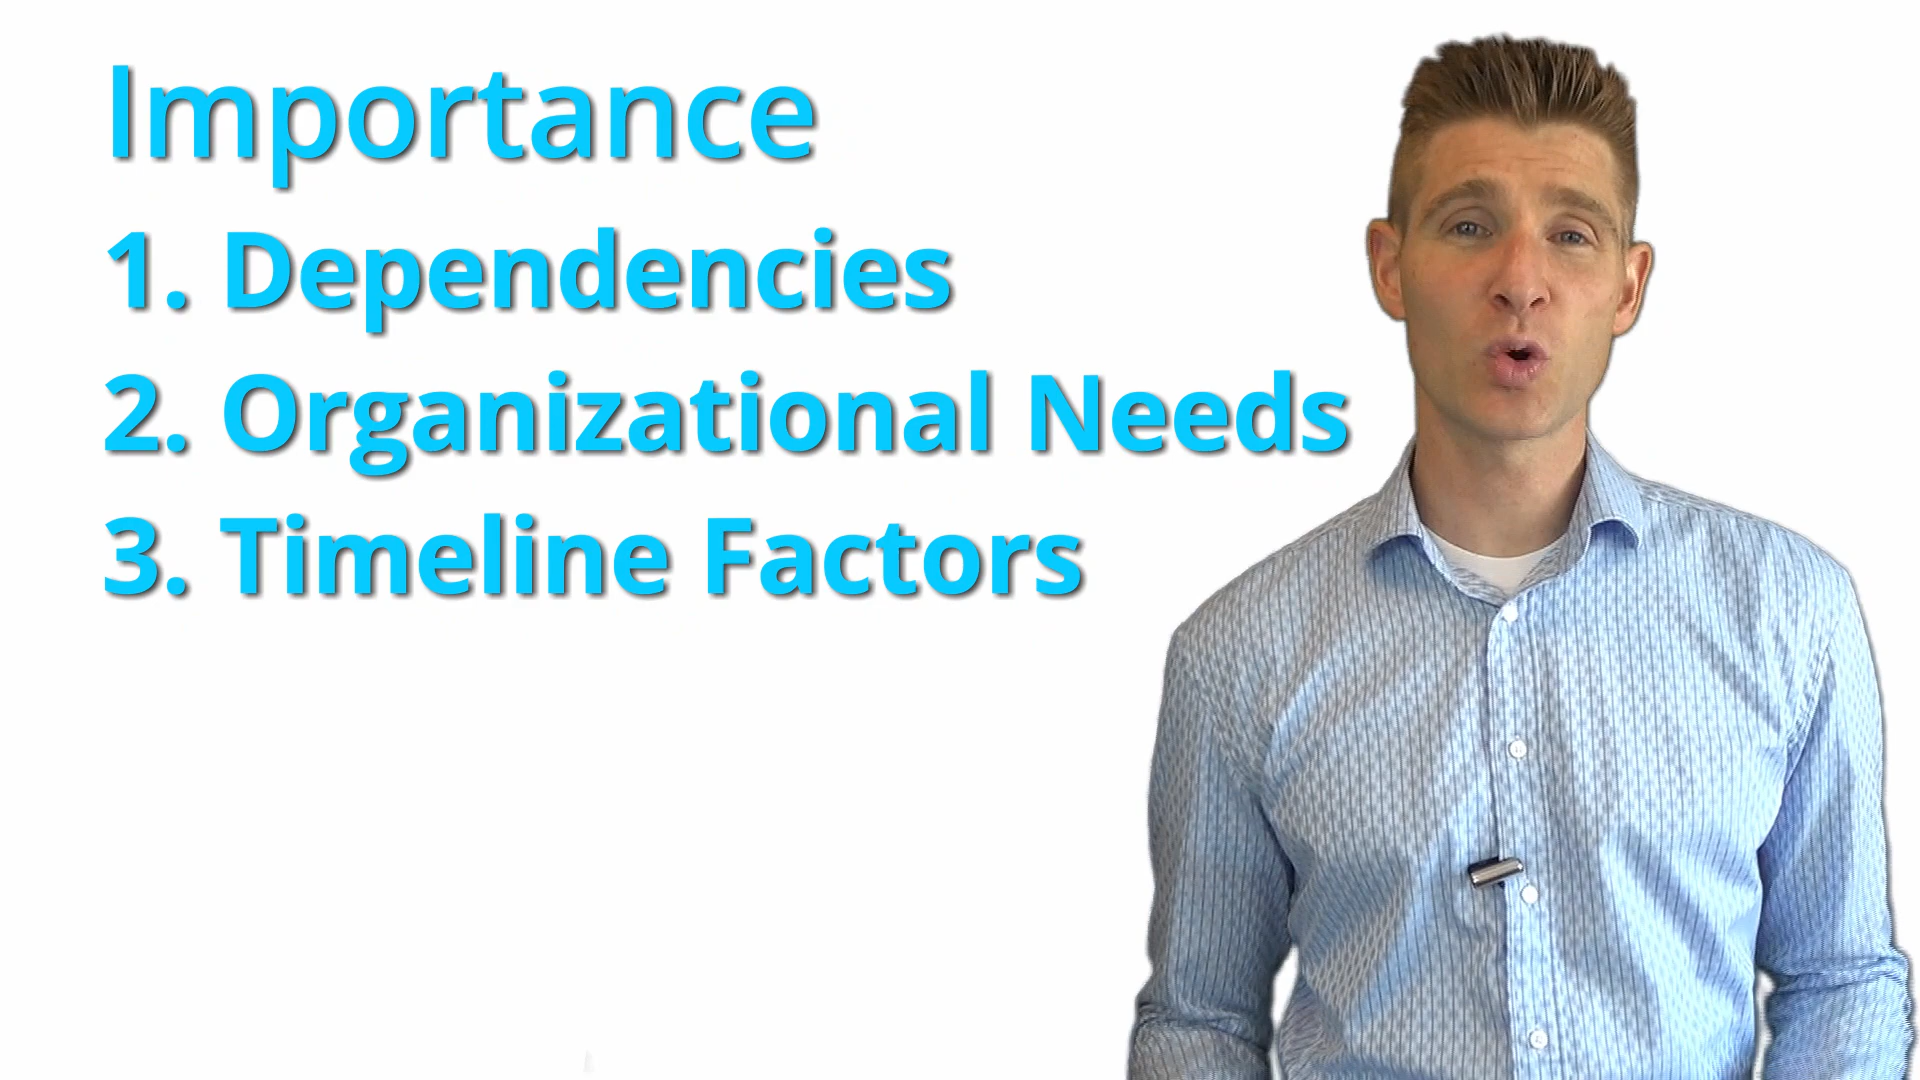 Importance
1. Dependencies
2. Organizational Needs
3. Timeline Factors